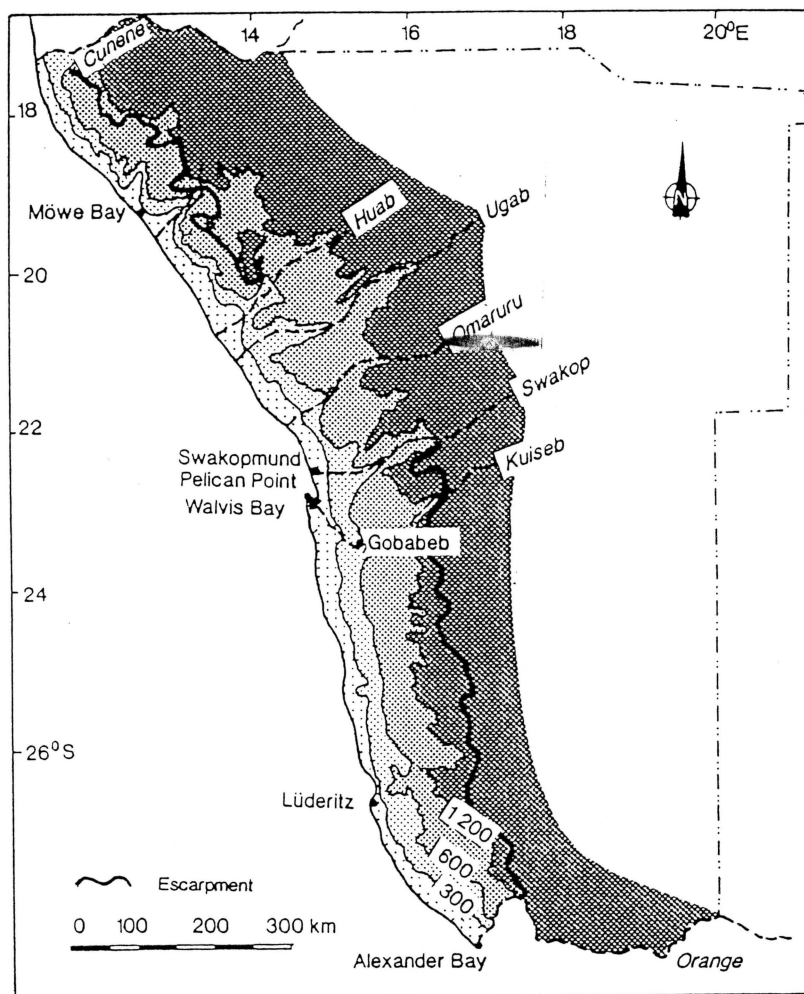 14
16
18
20°E
Cunene
18
N
Möwe Bay
Huab
Ugab
20
Omaruru
Swakop
22
Swakopmund
Pelican Point
Walvis Bay
Kuiseb
Gobabeb
24
26°S
Lüderitz
1 200
600
300
Escarpment
0 100 200 300 km
Alexander Bay
Orange